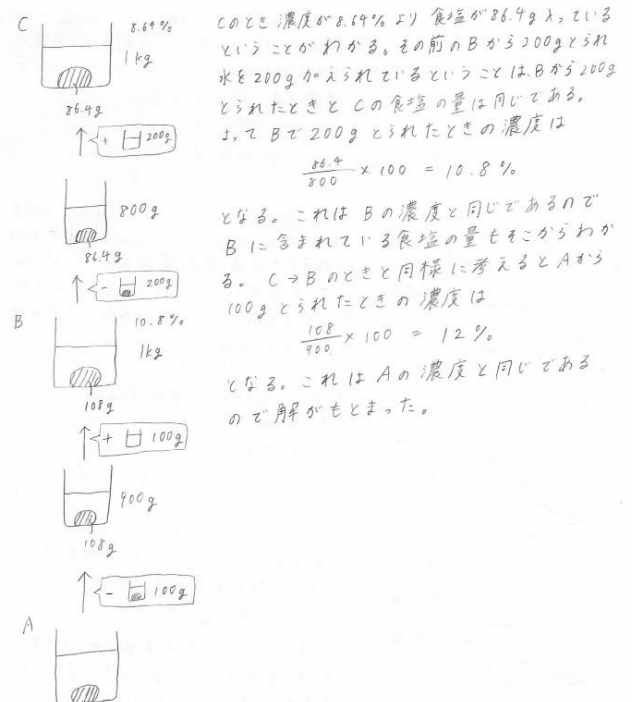 C
8.64%
1kg
86.4g
+ 200g
800g
86.4g
- 200g
B
10.8%
1kg
108g
+ 100g
900g
108g
- 100g
A
Cのとき 濃度が8.64%より 食塩が86.4g入っている
ということがわかる。その前のBから200gとられ
水を200g加えられているということは、Bから200g
とられたときとCの食塩の量は同じである。
よってBで200gとられたときの濃度は
86.4/800 × 100 = 10.8%
となる。これはBの濃度と同じであるので
Bに含まれている食塩の量もそこからわか
る。C→Bのときと同様に考えるとAから
100gとられたときの濃度は
108/900 × 100 = 12%
となる。これはAの濃度と同じである
ので解がもとまった。